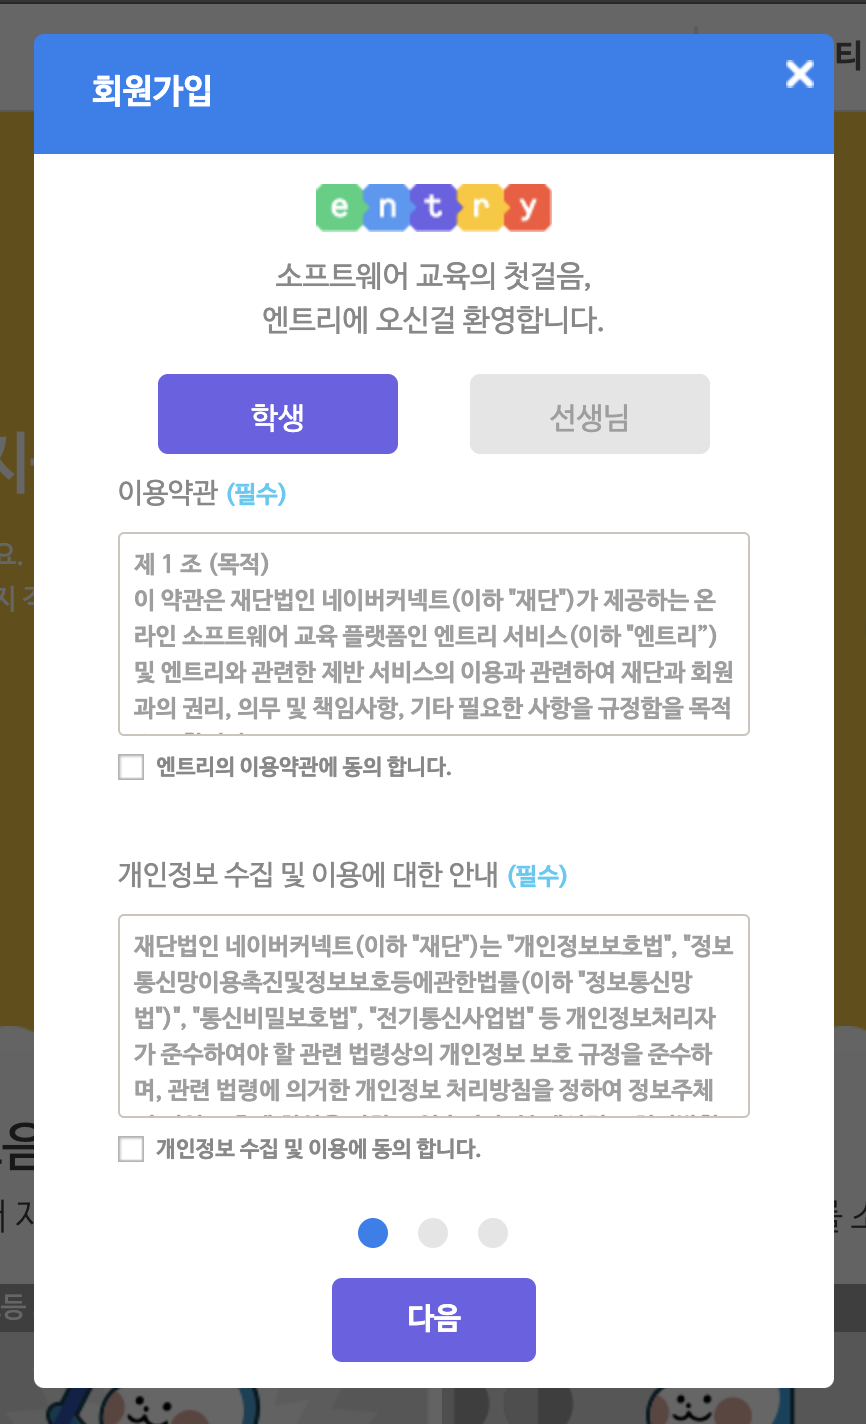 티
회원가입
entry
소프트웨어 교육의 첫걸음,
엔트리에 오신걸 환영합니다.
학생
선생님
이용약관 (필수)
제 1 조 (목적)
이 약관은 재단법인 네이버커넥트(이하 "재단")가 제공하는 온
라인 소프트웨어 교육 플랫폼인 엔트리 서비스(이하 "엔트리”)
및 엔트리와 관련한 제반 서비스의 이용과 관련하여 재단과 회원
과의 권리, 의무 및 책임사항, 기타 필요한 사항을 규정함을 목적
엔트리의 이용약관에 동의 합니다.
개인정보 수집 및 이용에 대한 안내 (필수)
재단법인 네이버커넥트(이하 "재단")는 "개인정보보호법", "정보
통신망이용촉진및정보보호등에관한법률(이하 "정보통신망
법")", "통신비밀보호법", "전기통신사업법" 등 개인정보처리자
가 준수하여야 할 관련 법령상의 개인정보 보호 규정을 준수하
며, 관련 법령에 의거한 개인정보 처리방침을 정하여 정보주체
개인정보 수집 및 이용에 동의 합니다.
다음